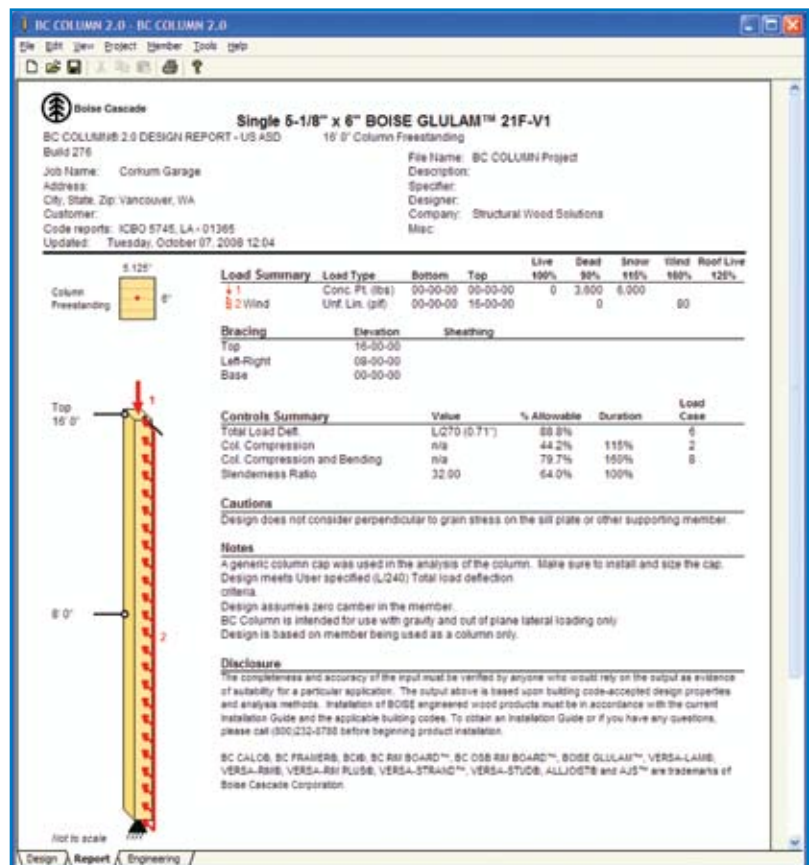 BC COLUMN 2.0 - BC COLUMN 2.0
File Edit View Project Member Tools Help
Boise Cascade
Single 5-1/8" x 6" BOISE GLULAM™ 21F-V1
BC COLUMN® 2.0 DESIGN REPORT - US ASD 16' 0" Column Freestanding
Build 276
File Name: BC COLUMN Project
Job Name: Corkum Garage
Description:
Address:
Specifier:
City, State, Zip: Vancouver, WA
Designer:
Customer:
Company: Structural Wood Solutions
Code reports: ICBO 5745, LA - 01365
Misc:
Updated: Tuesday, October 07, 2008 12:04
5.125"
Column
Freestanding
6"
Live Dead Snow Wind Roof Live
Load Summary Load Type Bottom Top 100% 90% 115% 160% 125%
1 Conc. Pt. (lbs) 00-00-00 00-00-00 0 3,600 6,000
2 Wind Unf. Lin. (plf) 00-00-00 16-00-00 0 80
Bracing Elevation Sheathing
Top 16-00-00
Left-Right 08-00-00
Base 00-00-00
Top
16' 0"
1
Load
Controls Summary Value % Allowable Duration Case
Total Load Defl. L/270 (0.71") 88.8% 6
Col. Compression n/a 44.2% 115% 2
Col. Compression and Bending n/a 79.7% 160% 8
Slenderness Ratio 32.00 64.0% 100%
Cautions
Design does not consider perpendicular to grain stress on the sill plate or other supporting member.
Notes
A generic column cap was used in the analysis of the column. Make sure to install and size the cap.
Design meets User specified (L/240) Total load deflection
criteria.
Design assumes zero camber in the member.
BC Column is intended for use with gravity and out of plane lateral loading only
Design is based on member being used as a column only.
8' 0"
2
Disclosure
The completeness and accuracy of the input must be verified by anyone who would rely on the output as evidence
of suitability for a particular application. The output above is based upon building code-accepted design properties
and analysis methods. Installation of BOISE engineered wood products must be in accordance with the current
Installation Guide and the applicable building codes. To obtain an Installation Guide or if you have any questions,
please call (800)232-0788 before beginning product installation.
BC CALC®, BC FRAMER®, BCI®, BC RIM BOARD™, BC OSB RIM BOARD™, BOISE GLULAM™, VERSA-LAM®,
VERSA-RIM®, VERSA-RIM PLUS®, VERSA-STRAND™, VERSA-STUD®, ALLJOIST® and AJS™ are trademarks of
Boise Cascade Corporation.
Not to scale
Design Report Engineering